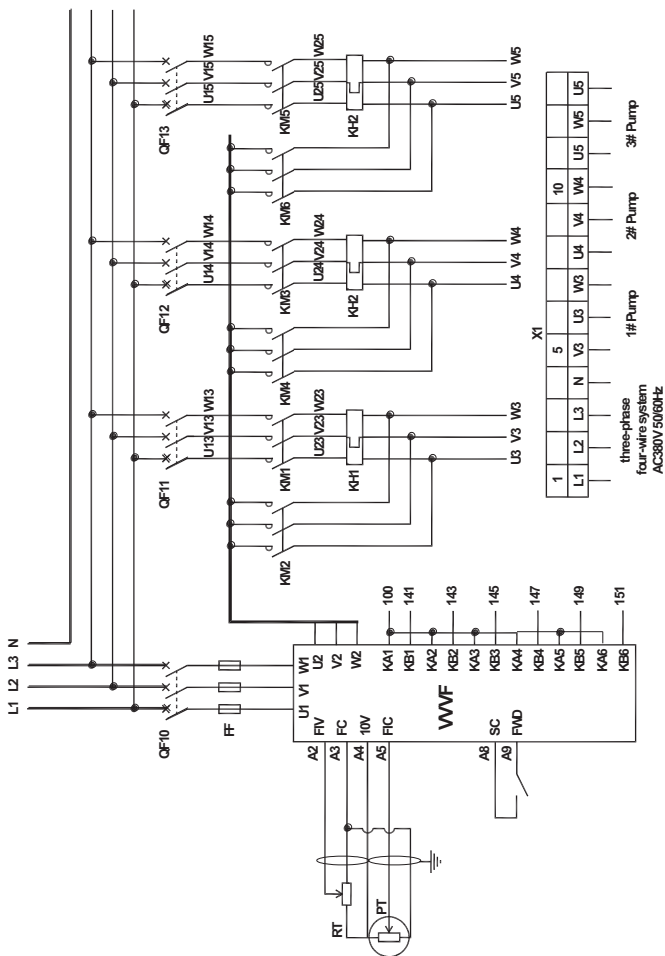 L1 L2 L3 N
QF10
FF
U1 V1 W1
U2
V2
W2
VVVF
A2 FIV
A3 FC
A4 10V
A5 FIC
A8 SC
A9 FWD
RT
PT
KA1 100
KB1 141
KA2
KB2 143
KA3
KB3 145
KA4
KB4 147
KA5
KB5 149
KA6
KB6 151
QF11
U13 V13 W13
KM2
KM1
U23 V23 W23
KH1
U3 V3 W3
QF12
U14 V14 W14
KM4
KM3
U24 V24 W24
KH2
U4 V4 W4
QF13
U15 V15 W15
KM6
KM5
U25 V25 W25
KH2
U5 V5 W5
X1
1 5 10
L1 L2 L3 N V3 U3 W3 U4 V4 W4 U5 W5 U5
three-phase
four-wire system
AC380V 50/60Hz
1# Pump
2# Pump
3# Pump